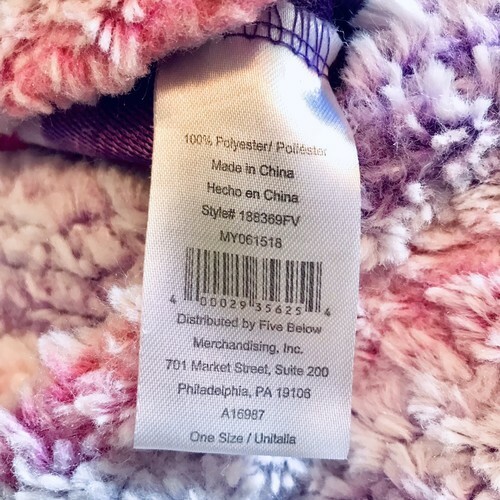 100% Polyester/ Poliéster
Made in China
Hecho en China
Style# 188369FV
MY061518
4 00029 35625 4
Distributed by Five Below
Merchandising, Inc.
701 Market Street, Suite 200
Philadelphia, PA 19106
A16987
One Size / Unitalla